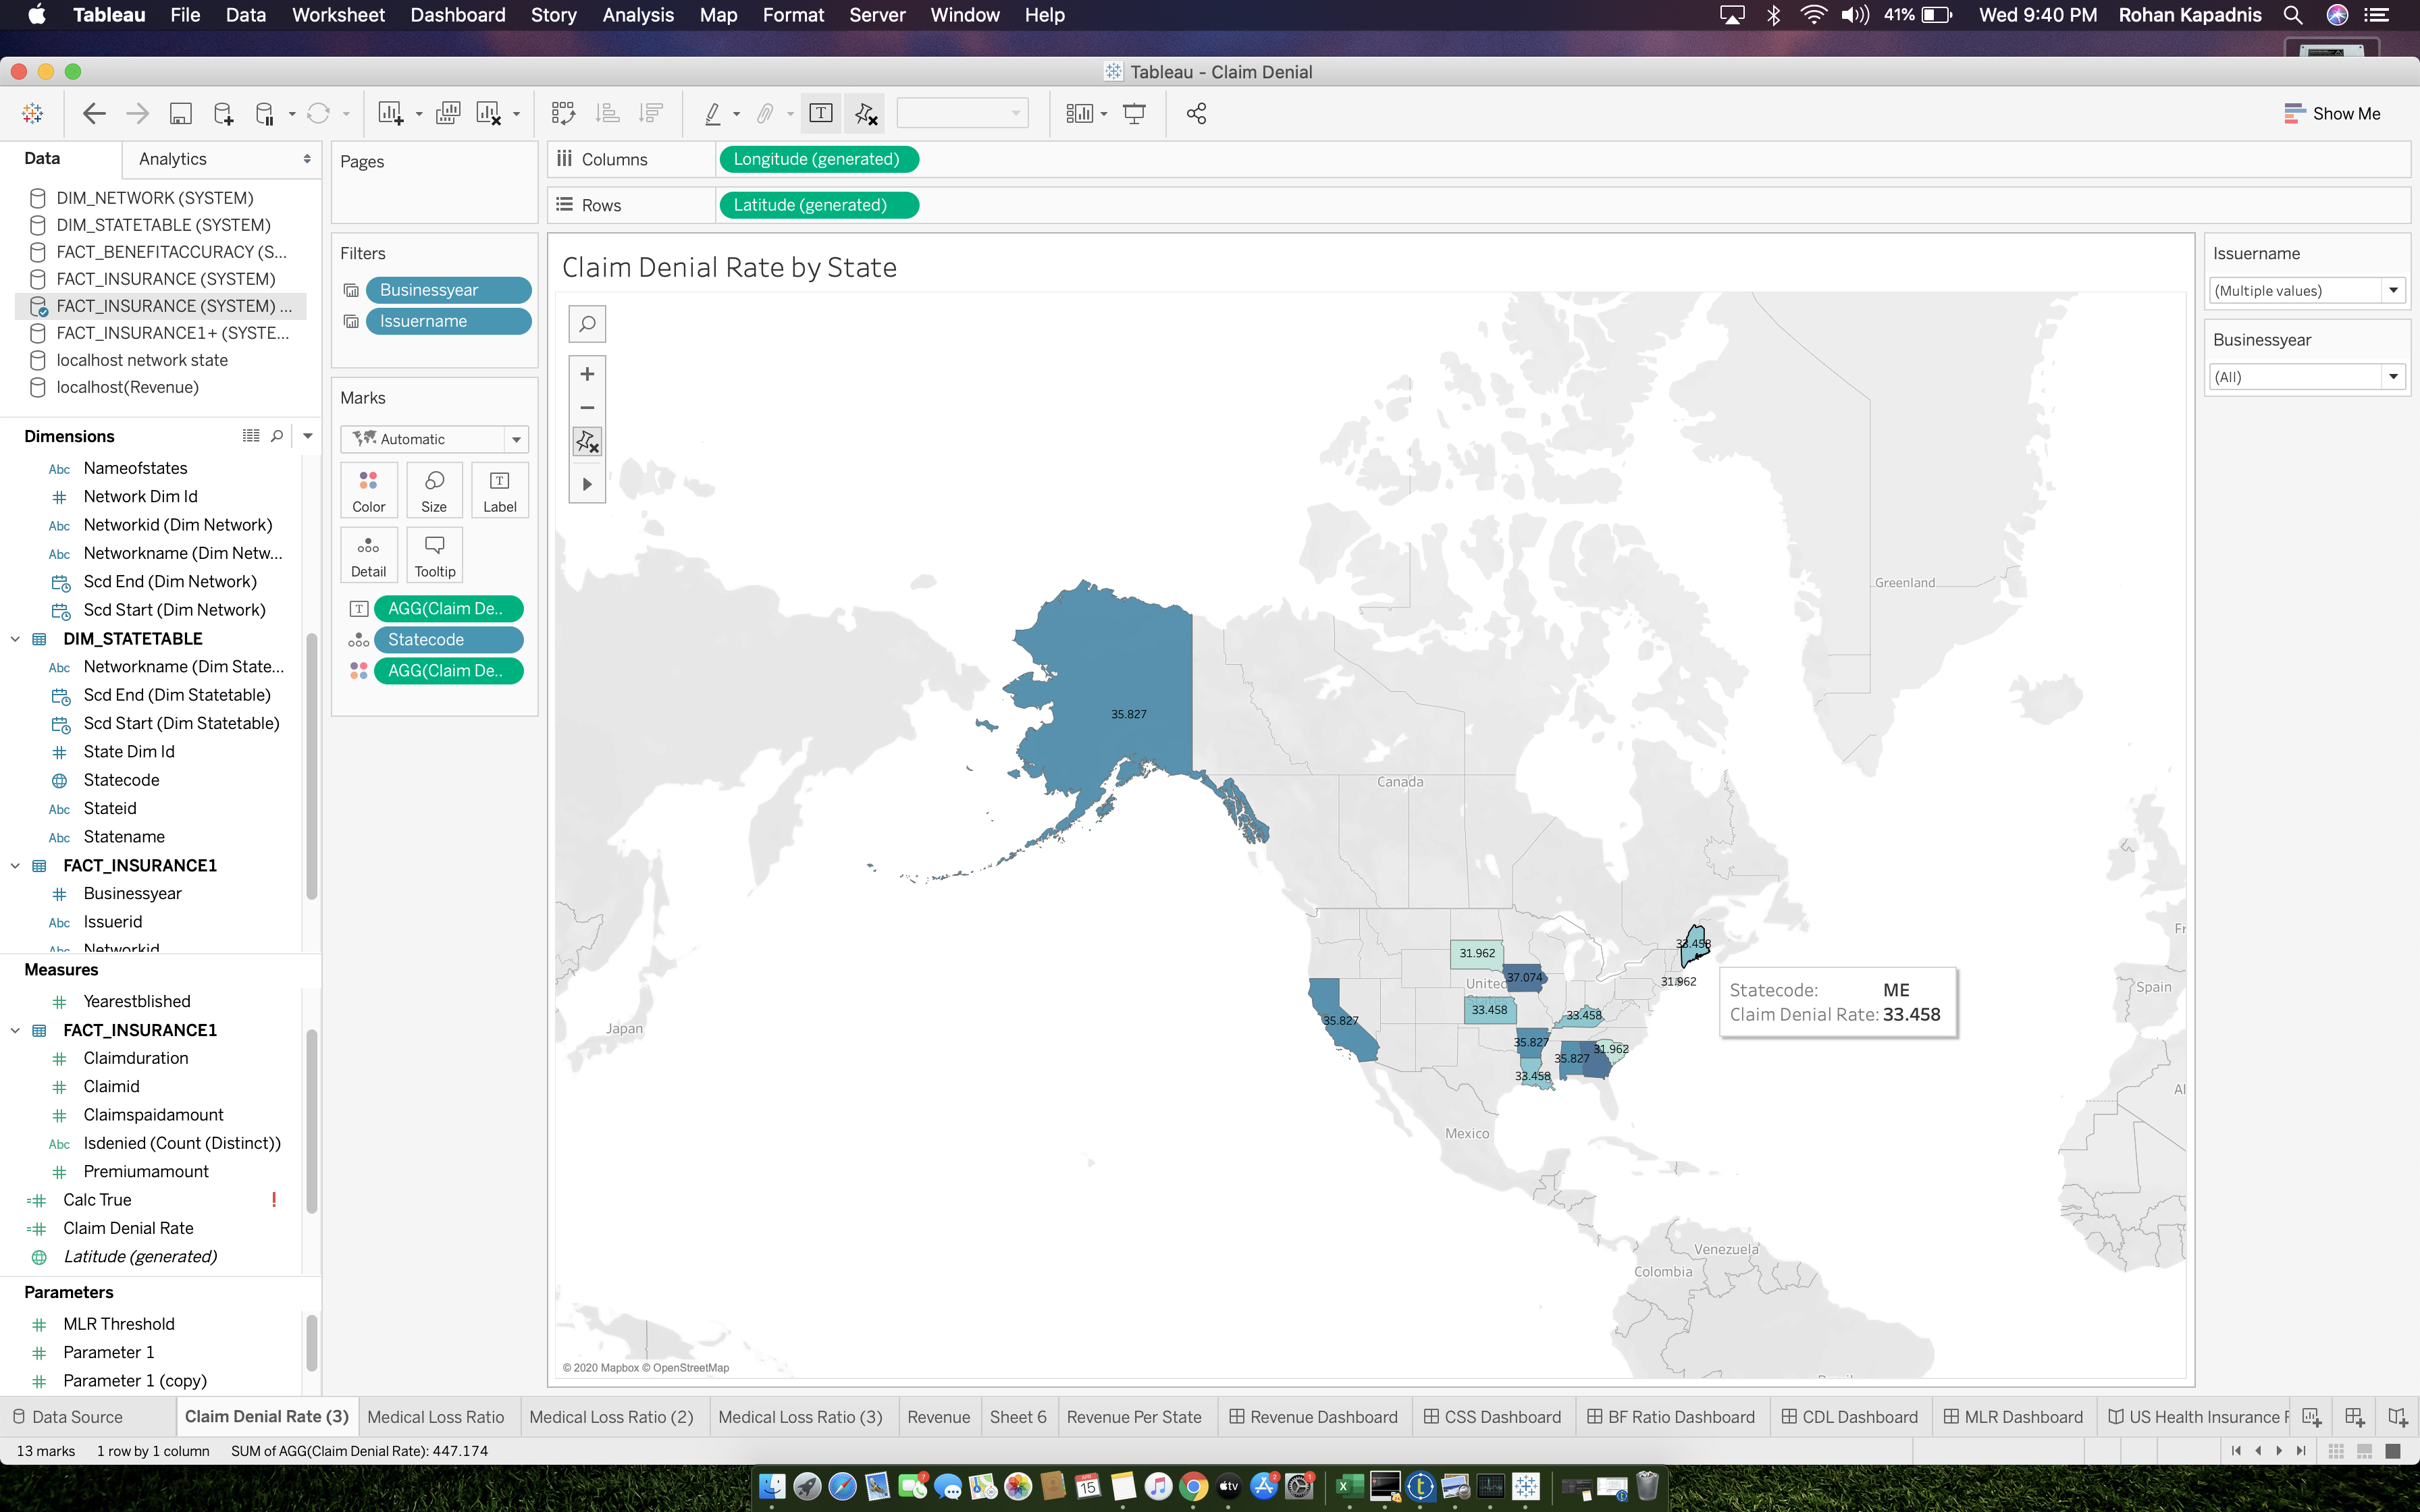 Tableau File Data Worksheet Dashboard Story Analysis Map Format Server Window Help 41% Wed 9:40 PM Rohan Kapadnis
Tableau - Claim Denial
Show Me
Data Analytics
DIM_NETWORK (SYSTEM)
DIM_STATETABLE (SYSTEM)
FACT_BENEFITACCURACY (S...
FACT_INSURANCE (SYSTEM)
FACT_INSURANCE (SYSTEM) ...
FACT_INSURANCE1+ (SYSTE...
localhost network state
localhost(Revenue)
Dimensions
Abc Nameofstates
# Network Dim Id
Abc Networkid (Dim Network)
Abc Networkname (Dim Netw...
Scd End (Dim Network)
Scd Start (Dim Network)
DIM_STATETABLE
Abc Networkname (Dim State...
Scd End (Dim Statetable)
Scd Start (Dim Statetable)
# State Dim Id
Statecode
Abc Stateid
Abc Statename
FACT_INSURANCE1
# Businessyear
Abc Issuerid
Abc Networkid
Measures
# Yearestblished
FACT_INSURANCE1
# Claimduration
# Claimid
# Claimspaidamount
Abc Isdenied (Count (Distinct))
# Premiumamount
=# Calc True !
=# Claim Denial Rate
Latitude (generated)
Parameters
# MLR Threshold
# Parameter 1
# Parameter 1 (copy)
Pages
Filters
Businessyear
Issuername
Marks
Automatic
Color Size Label
Detail Tooltip
AGG(Claim De..
Statecode
AGG(Claim De..
Columns Longitude (generated)
Rows Latitude (generated)
Claim Denial Rate by State
Greenland
35.827
Canada
33.458
31.962
37.074
31.962
United
Statecode: ME
Spain
33.458
Claim Denial Rate: 33.458
33.458
35.827
Japan
35.827
31.962
35.827
33.458
Mexico
Venezuela
Colombia
© 2020 Mapbox © OpenStreetMap
Issuername
(Multiple values)
Businessyear
(All)
Data Source Claim Denial Rate (3) Medical Loss Ratio Medical Loss Ratio (2) Medical Loss Ratio (3) Revenue Sheet 6 Revenue Per State Revenue Dashboard CSS Dashboard BF Ratio Dashboard CDL Dashboard MLR Dashboard US Health Insurance
13 marks 1 row by 1 column SUM of AGG(Claim Denial Rate): 447.174